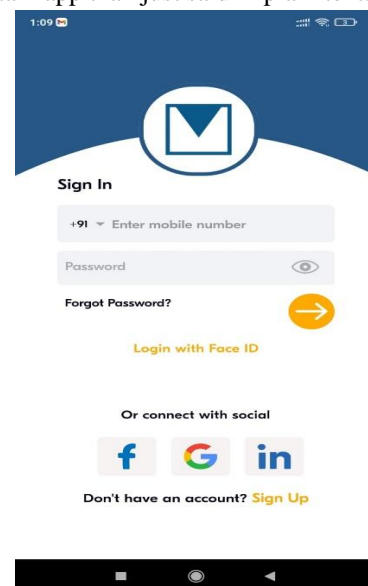 1:09
Sign In
+91 Enter mobile number
Password
Forgot Password?
Login with Face ID
Or connect with social
f G in
Don't have an account? Sign Up